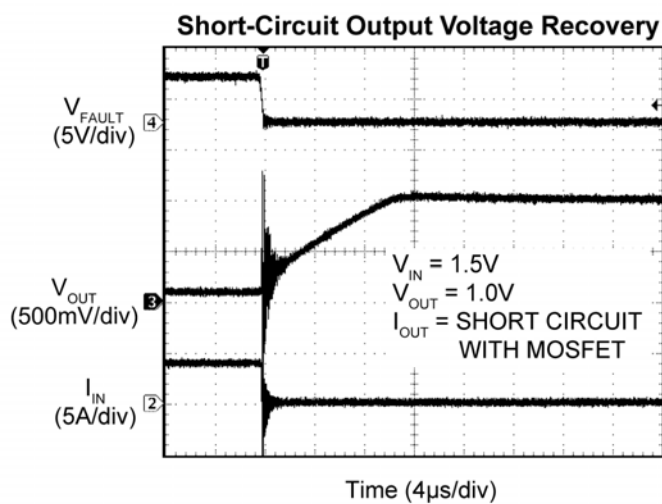 Short-Circuit Output Voltage Recovery
T
V_FAULT
(5V/div)
4
V_IN = 1.5V
V_OUT = 1.0V
I_OUT = SHORT CIRCUIT
WITH MOSFET
V_OUT
(500mV/div)
3
I_IN
(5A/div)
2
Time (4µs/div)